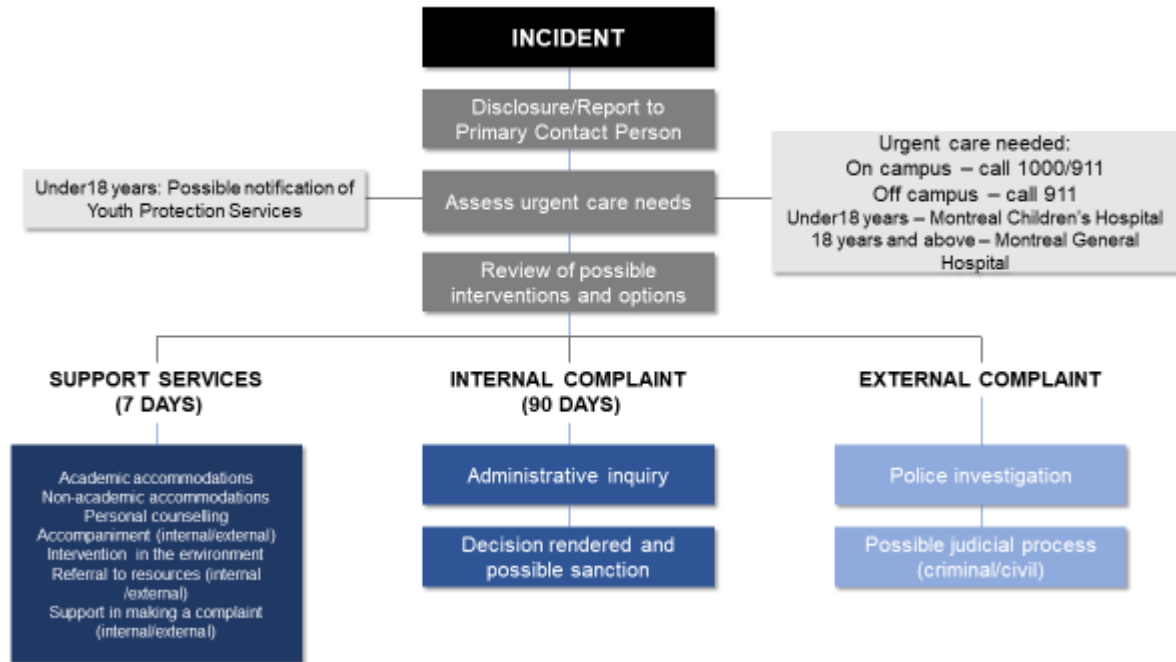 INCIDENT
Disclosure/Report to
Primary Contact Person
Under18 years: Possible notification of
Youth Protection Services
Assess urgent care needs
Urgent care needed:
On campus – call 1000/911
Off campus – call 911
Under18 years – Montreal Children's Hospital
18 years and above – Montreal General
Hospital
Review of possible
interventions and options
SUPPORT SERVICES
(7 DAYS)
Academic accommodations
Non-academic accommodations
Personal counselling
Accompaniment (internal/external)
Intervention in the environment
Referral to resources (internal
/external)
Support in making a complaint
(internal/external)
INTERNAL COMPLAINT
(90 DAYS)
Administrative inquiry
Decision rendered and
possible sanction
EXTERNAL COMPLAINT
Police investigation
Possible judicial process
(criminal/civil)